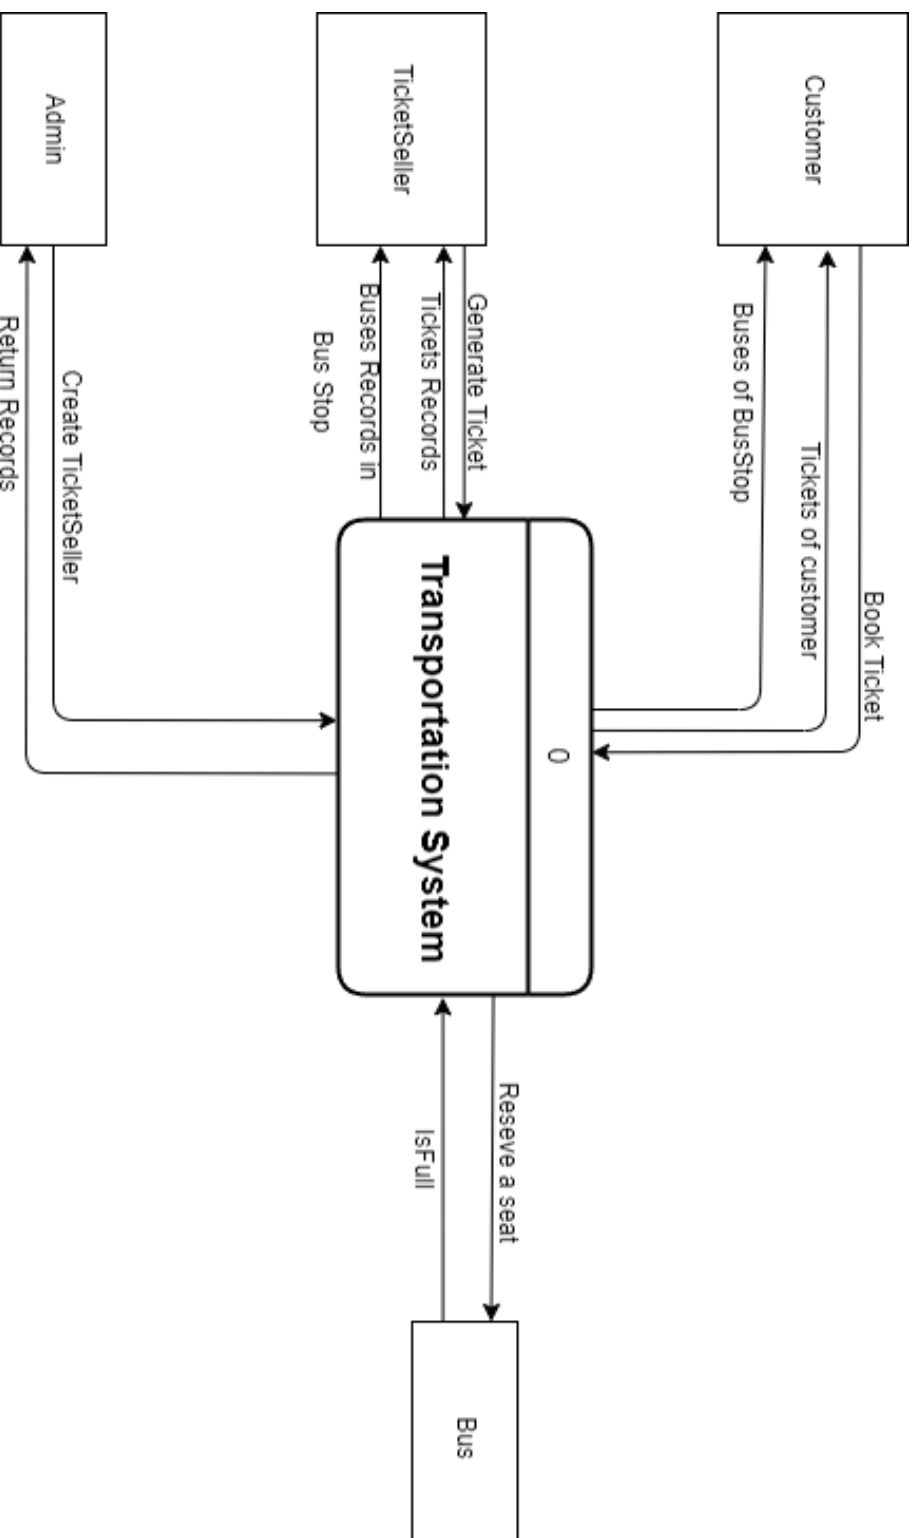 Customer
Book Ticket
Tickets of customer
Buses of BusStop
0
Transportation System
TicketSeller
Generate Ticket
Tickets Records
Buses Records in
Bus Stop
Reseve a seat
IsFull
Bus
Admin
Create TicketSeller
Return Records